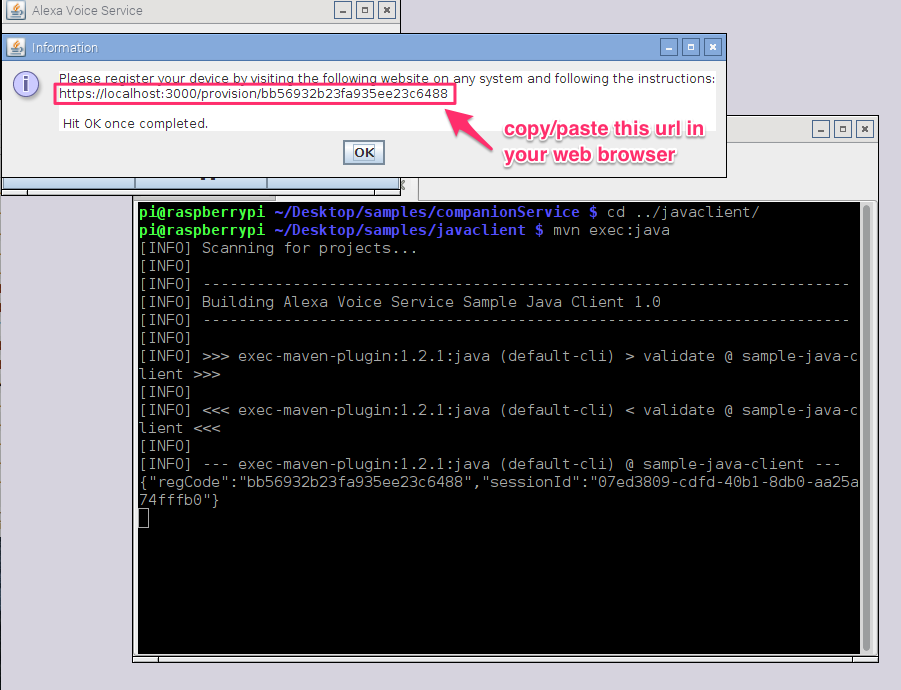 Alexa Voice Service
Information
Please register your device by visiting the following website on any system and following the instructions:
https://localhost:3000/provision/bb56932b23fa935ee23c6488
Hit OK once completed.
OK
copy/paste this url in
your web browser
pi@raspberrypi ~/Desktop/samples/companionService $ cd ../javaclient/
pi@raspberrypi ~/Desktop/samples/javaclient $ mvn exec:java
[INFO] Scanning for projects...
[INFO]
[INFO] ------------------------------------------------------------------------
[INFO] Building Alexa Voice Service Sample Java Client 1.0
[INFO] ------------------------------------------------------------------------
[INFO]
[INFO] >>> exec-maven-plugin:1.2.1:java (default-cli) > validate @ sample-java-c
lient >>>
[INFO]
[INFO] <<< exec-maven-plugin:1.2.1:java (default-cli) < validate @ sample-java-c
lient <<<
[INFO]
[INFO] --- exec-maven-plugin:1.2.1:java (default-cli) @ sample-java-client ---
{"regCode":"bb56932b23fa935ee23c6488","sessionId":"07ed3809-cdfd-40b1-8db0-aa25a
74fffb0"}